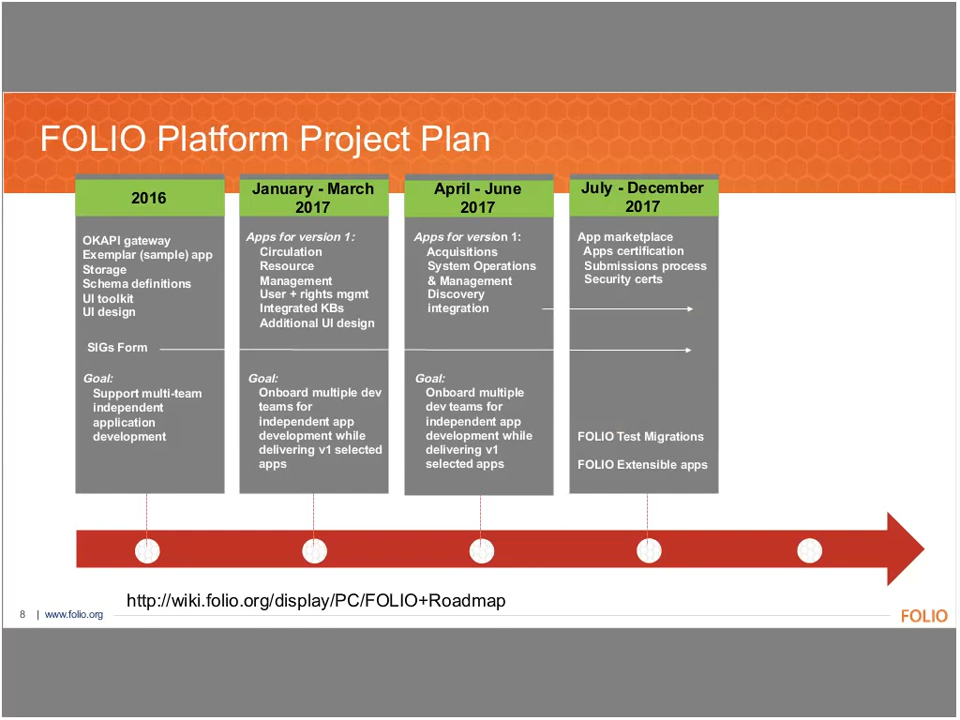 FOLIO Platform Project Plan
2016
OKAPI gateway
Exemplar (sample) app
Storage
Schema definitions
UI toolkit
UI design
SIGs Form
Goal:
Support multi-team
independent
application
development
January - March
2017
Apps for version 1:
Circulation
Resource
Management
User + rights mgmt
Integrated KBs
Additional UI design
Goal:
Onboard multiple dev
teams for
independent app
development while
delivering v1 selected
apps
April - June
2017
Apps for version 1:
Acquisitions
System Operations
& Management
Discovery
integration
Goal:
Onboard multiple
dev teams for
independent app
development while
delivering v1
selected apps
July - December
2017
App marketplace
Apps certification
Submissions process
Security certs
FOLIO Test Migrations
FOLIO Extensible apps
http://wiki.folio.org/display/PC/FOLIO+Roadmap
8 | www.folio.org
FOLIO